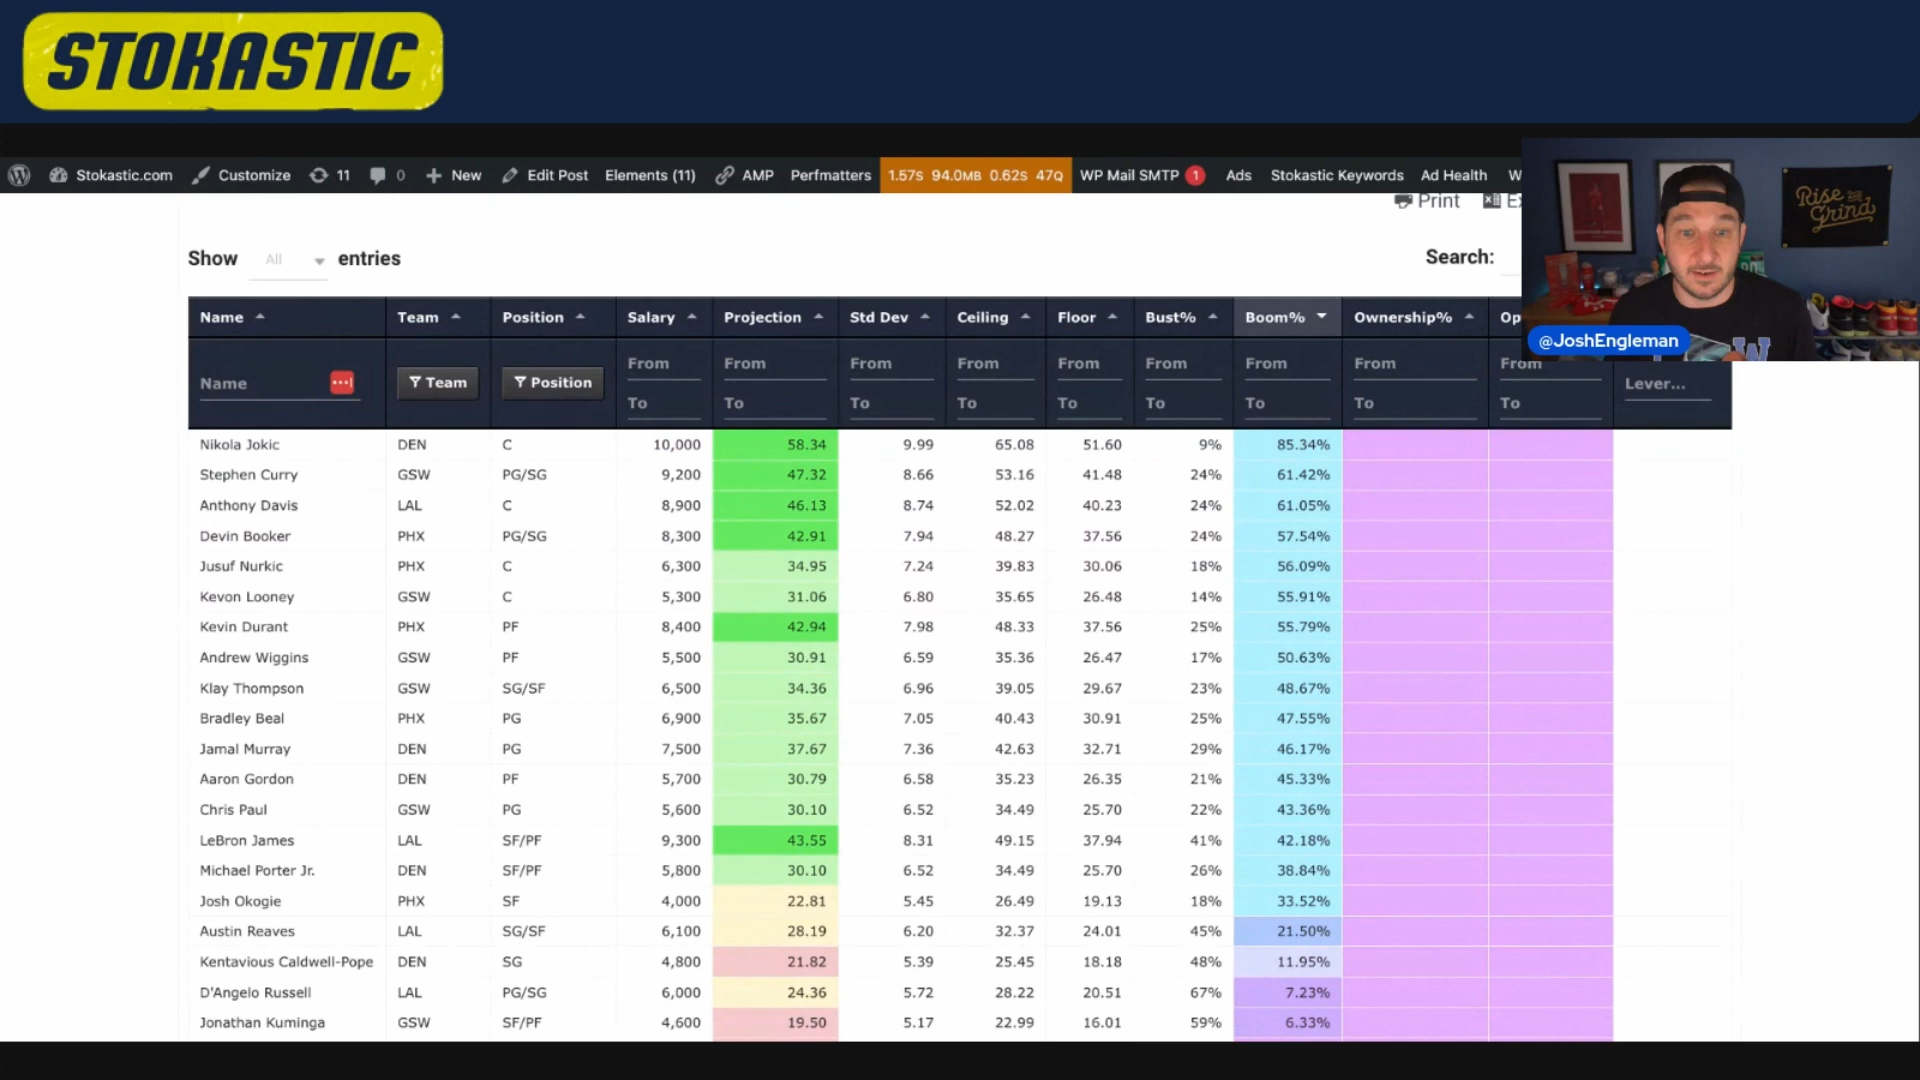 STOKASTIC
Stokastic.com Customize 11 0 New Edit Post Elements (11) AMP Perfmatters 1.57S 94.0MB 0.62S 47Q WP Mail SMTP 1 Ads Stokastic Keywords Ad Health W
Print Ex
Rise and Grind
Show All entries Search:
@JoshEngleman
Name Team Position Salary Projection Std Dev Ceiling Floor Bust% Boom% Ownership% Op
From From From From From From From From From
Name Team Position Lever...
To To To To To To To To To
Nikola Jokic DEN C 10,000 58.34 9.99 65.08 51.60 9% 85.34%
Stephen Curry GSW PG/SG 9,200 47.32 8.66 53.16 41.48 24% 61.42%
Anthony Davis LAL C 8,900 46.13 8.74 52.02 40.23 24% 61.05%
Devin Booker PHX PG/SG 8,300 42.91 7.94 48.27 37.56 24% 57.54%
Jusuf Nurkic PHX C 6,300 34.95 7.24 39.83 30.06 18% 56.09%
Kevon Looney GSW C 5,300 31.06 6.80 35.65 26.48 14% 55.91%
Kevin Durant PHX PF 8,400 42.94 7.98 48.33 37.56 25% 55.79%
Andrew Wiggins GSW PF 5,500 30.91 6.59 35.36 26.47 17% 50.63%
Klay Thompson GSW SG/SF 6,500 34.36 6.96 39.05 29.67 23% 48.67%
Bradley Beal PHX PG 6,900 35.67 7.05 40.43 30.91 25% 47.55%
Jamal Murray DEN PG 7,500 37.67 7.36 42.63 32.71 29% 46.17%
Aaron Gordon DEN PF 5,700 30.79 6.58 35.23 26.35 21% 45.33%
Chris Paul GSW PG 5,600 30.10 6.52 34.49 25.70 22% 43.36%
LeBron James LAL SF/PF 9,300 43.55 8.31 49.15 37.94 41% 42.18%
Michael Porter Jr. DEN SF/PF 5,800 30.10 6.52 34.49 25.70 26% 38.84%
Josh Okogie PHX SF 4,000 22.81 5.45 26.49 19.13 18% 33.52%
Austin Reaves LAL SG/SF 6,100 28.19 6.20 32.37 24.01 45% 21.50%
Kentavious Caldwell-Pope DEN SG 4,800 21.82 5.39 25.45 18.18 48% 11.95%
D'Angelo Russell LAL PG/SG 6,000 24.36 5.72 28.22 20.51 67% 7.23%
Jonathan Kuminga GSW SF/PF 4,600 19.50 5.17 22.99 16.01 59% 6.33%